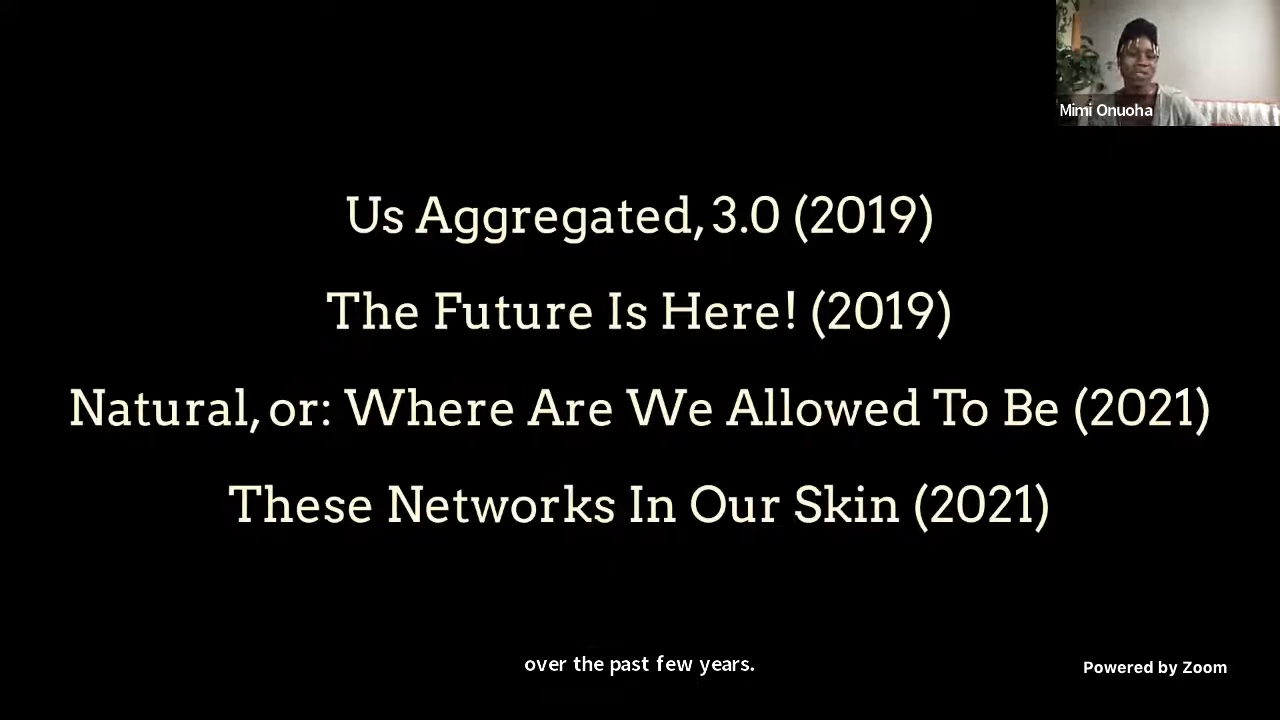 Mimi Onuoha
Us Aggregated, 3.0 (2019)
The Future Is Here! (2019)
Natural, or: Where Are We Allowed To Be (2021)
These Networks In Our Skin (2021)
over the past few years.
Powered by Zoom